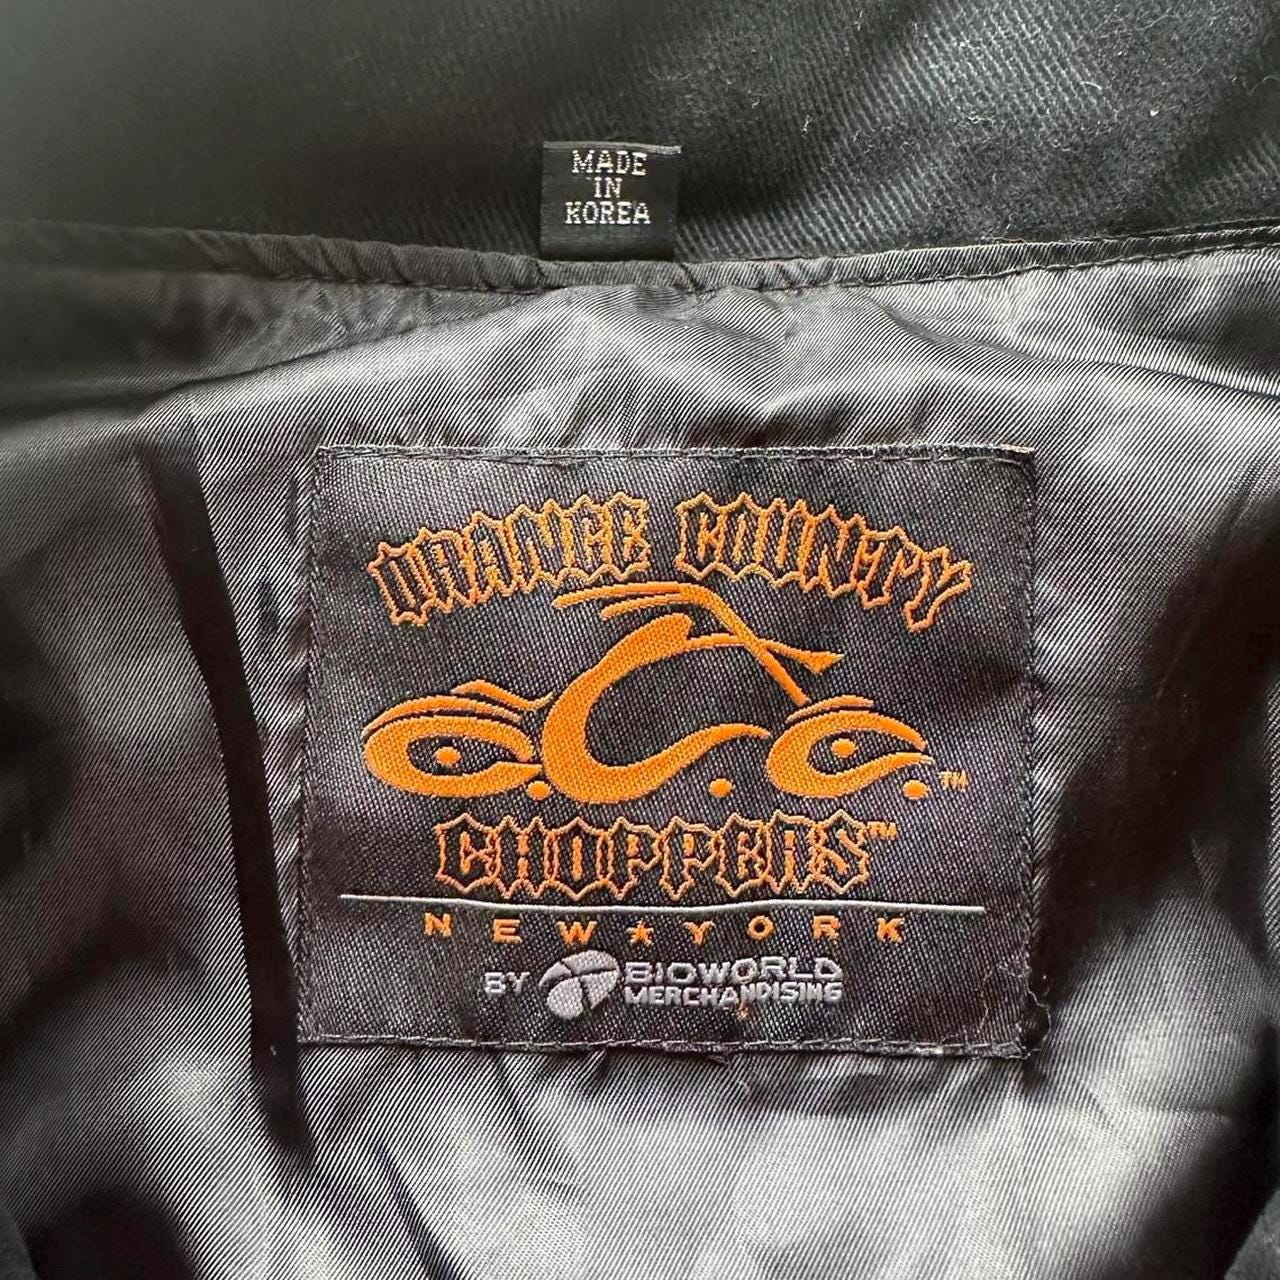 MADE
IN
KOREA
ORANGE COUNTY
O.C.C.™
CHOPPERS™
NEW★YORK
BY BIOWORLD
MERCHANDISING